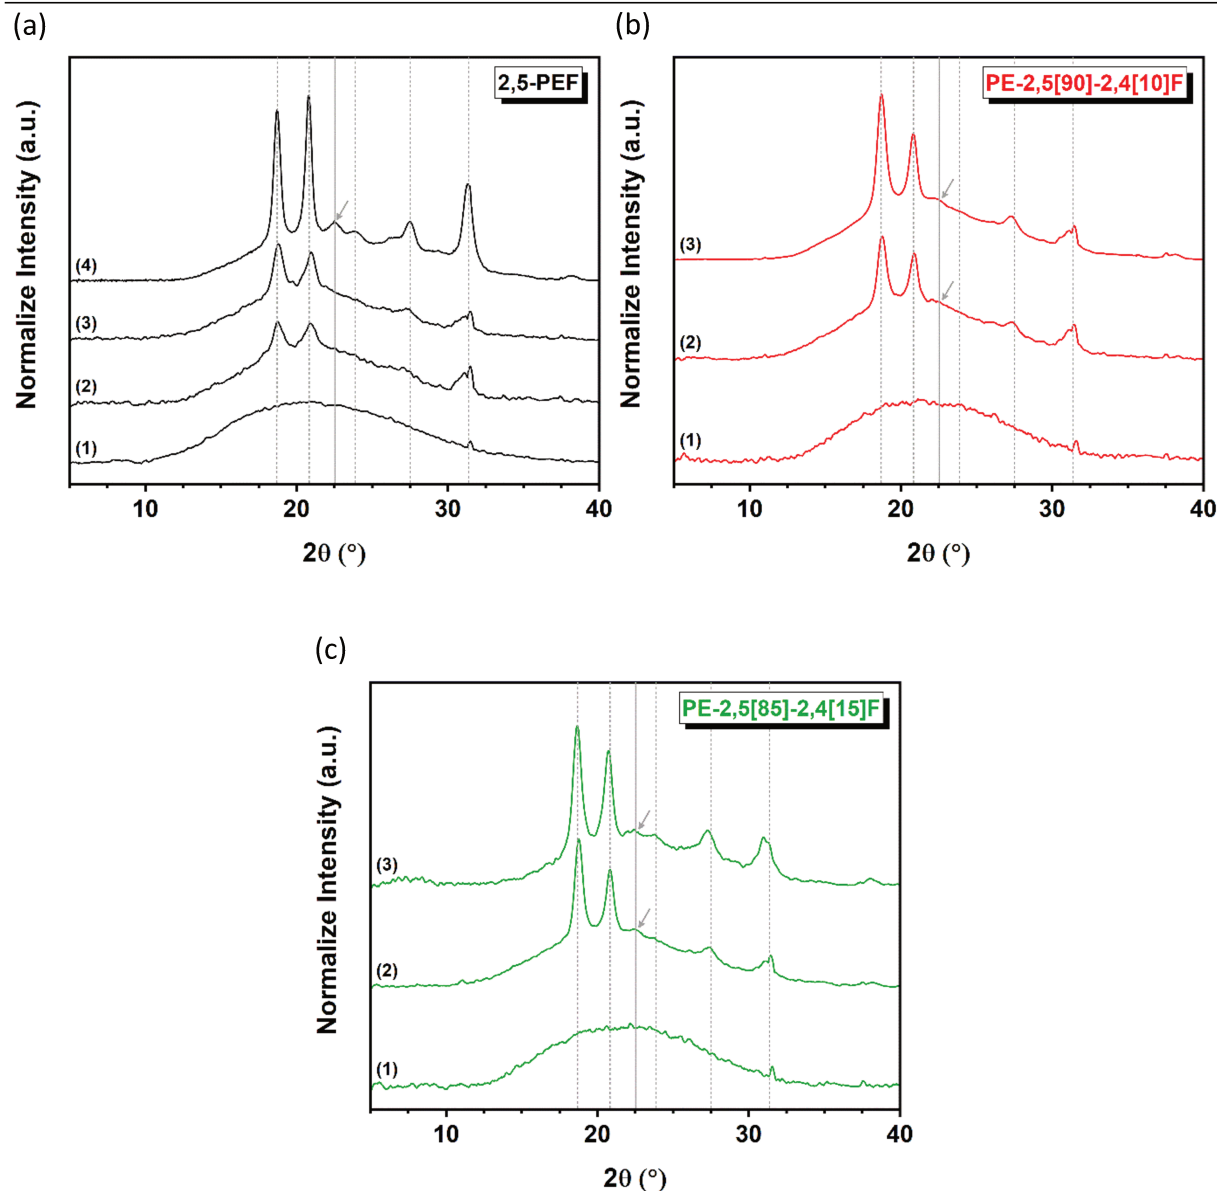 (a)
2,5-PEF
Normalize Intensity (a.u.)
(4)
(3)
(2)
(1)
10 20 30 40
2θ (°)
(b)
PE-2,5[90]-2,4[10]F
Normalize Intensity (a.u.)
(3)
(2)
(1)
10 20 30 40
2θ (°)
(c)
PE-2,5[85]-2,4[15]F
Normalize Intensity (a.u.)
(3)
(2)
(1)
10 20 30 40
2θ (°)